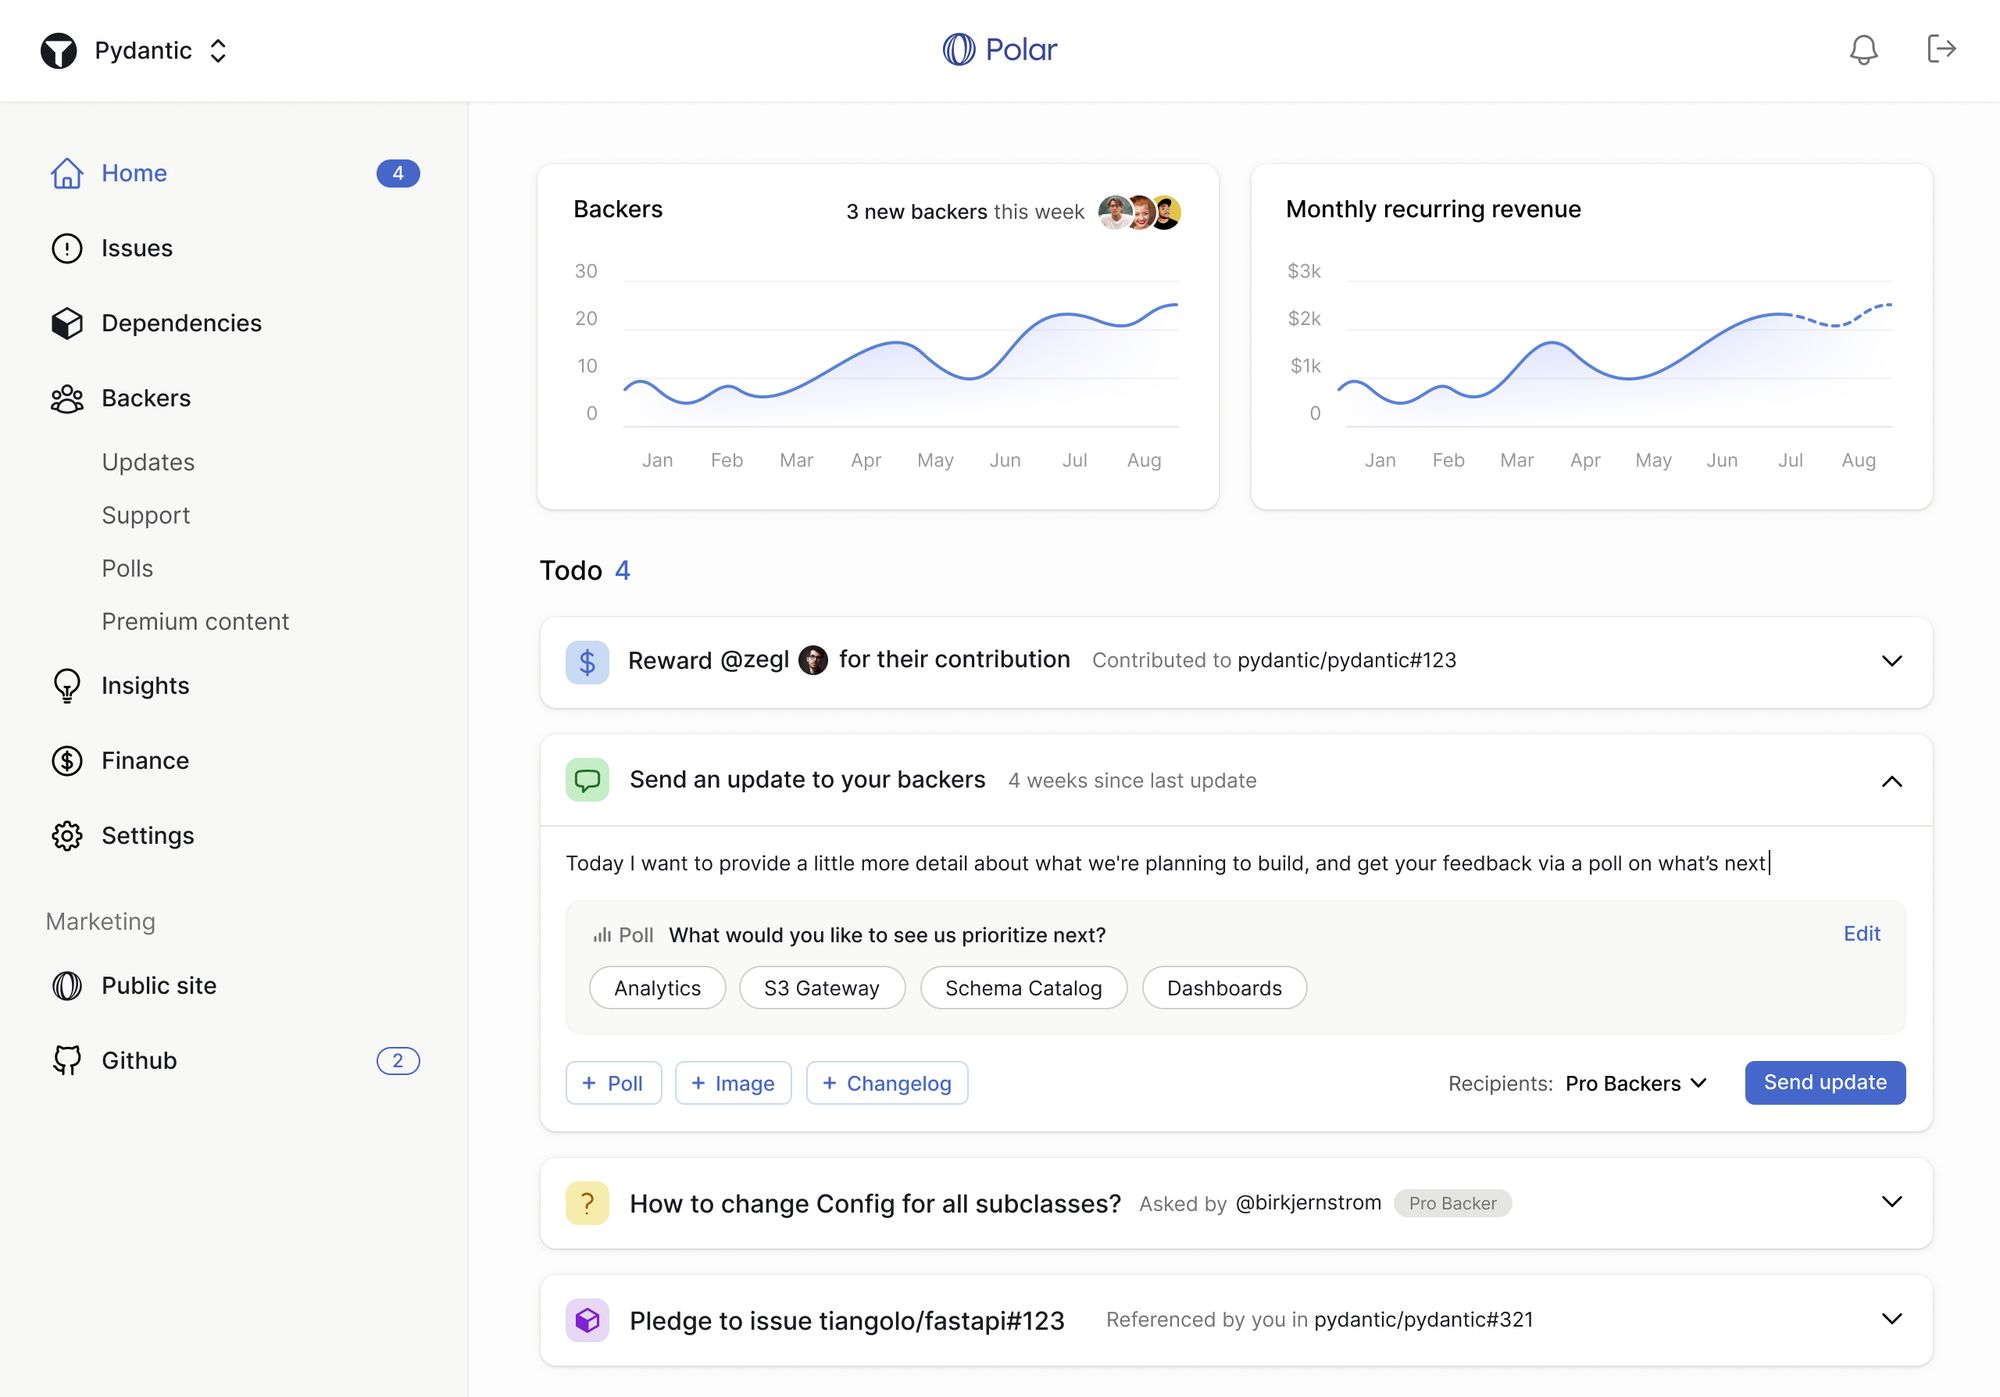 Pydantic
Polar
Home 4
Issues
Dependencies
Backers
Updates
Support
Polls
Premium content
Insights
Finance
Settings
Marketing
Public site
Github 2
Backers 3 new backers this week
30
20
10
0
Jan Feb Mar Apr May Jun Jul Aug
Monthly recurring revenue
$3k
$2k
$1k
0
Jan Feb Mar Apr May Jun Jul Aug
Todo 4
$ Reward @zegl for their contribution Contributed to pydantic/pydantic#123
Send an update to your backers 4 weeks since last update
Today I want to provide a little more detail about what we're planning to build, and get your feedback via a poll on what’s next
Poll What would you like to see us prioritize next? Edit
Analytics S3 Gateway Schema Catalog Dashboards
+ Poll + Image + Changelog Recipients: Pro Backers Send update
? How to change Config for all subclasses? Asked by @birkjernstrom Pro Backer
Pledge to issue tiangolo/fastapi#123 Referenced by you in pydantic/pydantic#321